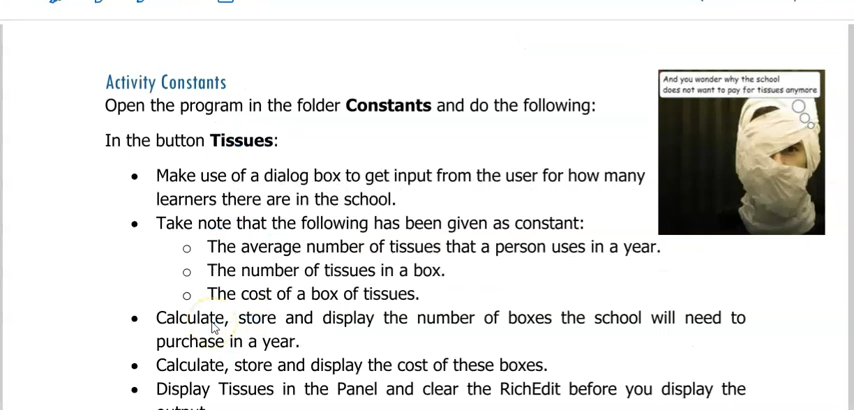 Activity Constants
And you wonder why the school
does not want to pay for tissues anymore
Open the program in the folder Constants and do the following:
In the button Tissues:
• Make use of a dialog box to get input from the user for how many
learners there are in the school.
• Take note that the following has been given as constant:
o The average number of tissues that a person uses in a year.
o The number of tissues in a box.
o The cost of a box of tissues.
• Calculate, store and display the number of boxes the school will need to
purchase in a year.
• Calculate, store and display the cost of these boxes.
• Display Tissues in the Panel and clear the RichEdit before you display the